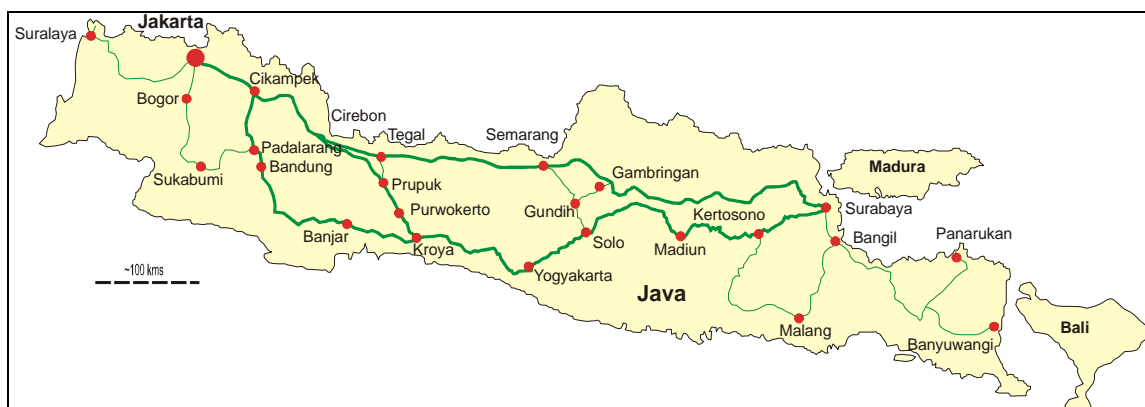 Jakarta
Suralaya
Cikampek
Bogor
Cirebon
Tegal
Semarang
Padalarang
Bandung
Sukabumi
Prupuk
Purwokerto
Gambringan
Gundih
Madura
Kertosono
Surabaya
Banjar
Kroya
Solo
Madiun
Bangil
Panarukan
Yogyakarta
~100 kms
Java
Malang
Banyuwangi
Bali